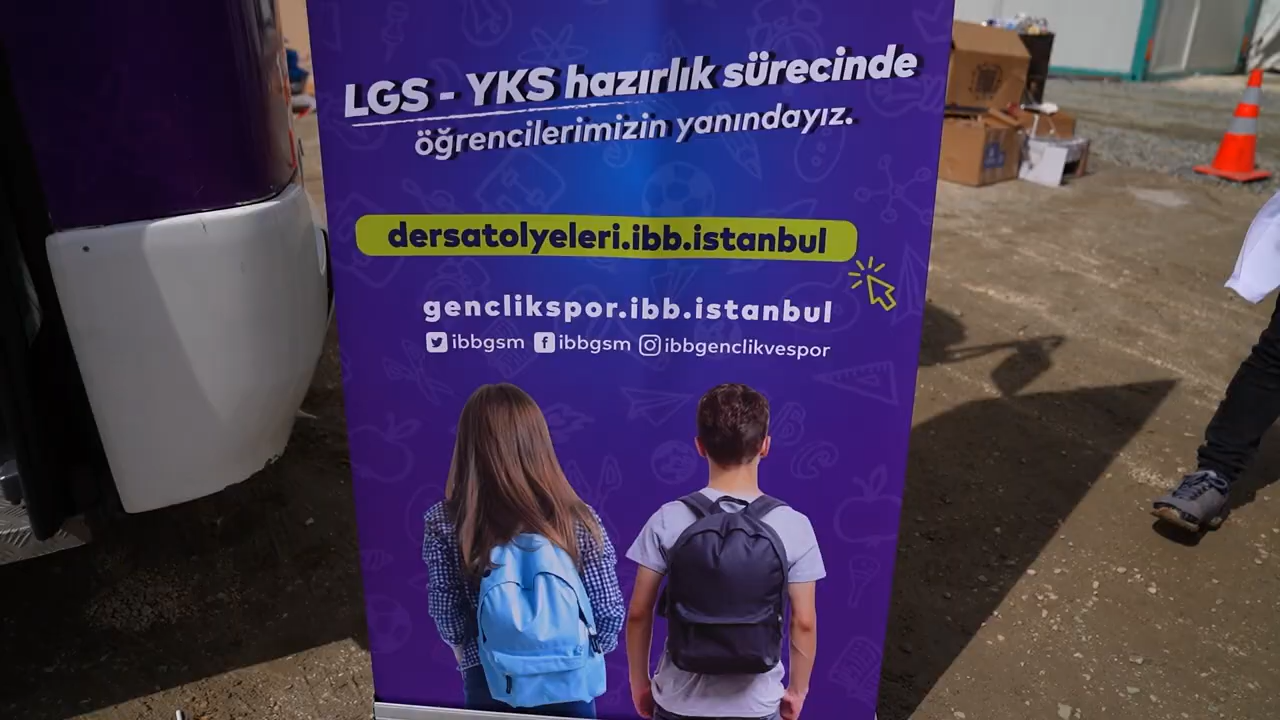 LGS - YKS hazırlık sürecinde
öğrencilerimizin yanındayız.
dersatolyeleri.ibb.istanbul
genclikspor.ibb.istanbul
ibbgsm ibbgsm ibbgenclikvespor